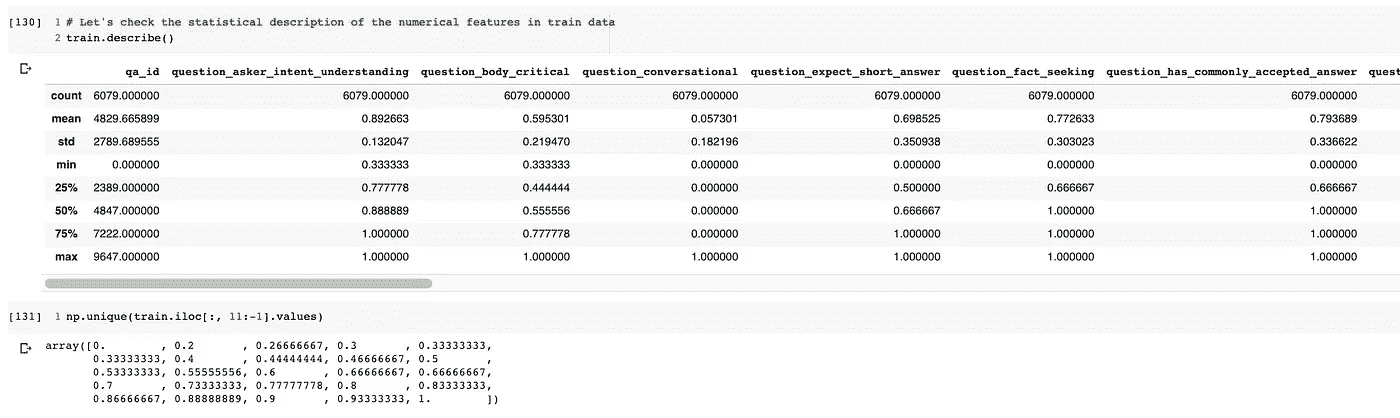 [130] 1 # Let's check the statistical description of the numerical features in train data
2 train.describe()
qa_id question_asker_intent_understanding question_body_critical question_conversational question_expect_short_answer question_fact_seeking question_has_commonly_accepted_answer quest
count 6079.000000 6079.000000 6079.000000 6079.000000 6079.000000 6079.000000 6079.000000
mean 4829.665899 0.892663 0.595301 0.057301 0.698525 0.772633 0.793689
std 2789.689555 0.132047 0.219470 0.182196 0.350938 0.303023 0.336622
min 0.000000 0.333333 0.333333 0.000000 0.000000 0.000000 0.000000
25% 2389.000000 0.777778 0.444444 0.000000 0.500000 0.666667 0.666667
50% 4847.000000 0.888889 0.555556 0.000000 0.666667 1.000000 1.000000
75% 7222.000000 1.000000 0.777778 0.000000 1.000000 1.000000 1.000000
max 9647.000000 1.000000 1.000000 1.000000 1.000000 1.000000 1.000000
[131] 1 np.unique(train.iloc[:, 11:-1].values)
array([0. , 0.2 , 0.26666667, 0.3 , 0.33333333,
0.33333333, 0.4 , 0.44444444, 0.46666667, 0.5 ,
0.53333333, 0.55555556, 0.6 , 0.66666667, 0.66666667,
0.7 , 0.73333333, 0.77777778, 0.8 , 0.83333333,
0.86666667, 0.88888889, 0.9 , 0.93333333, 1. ])